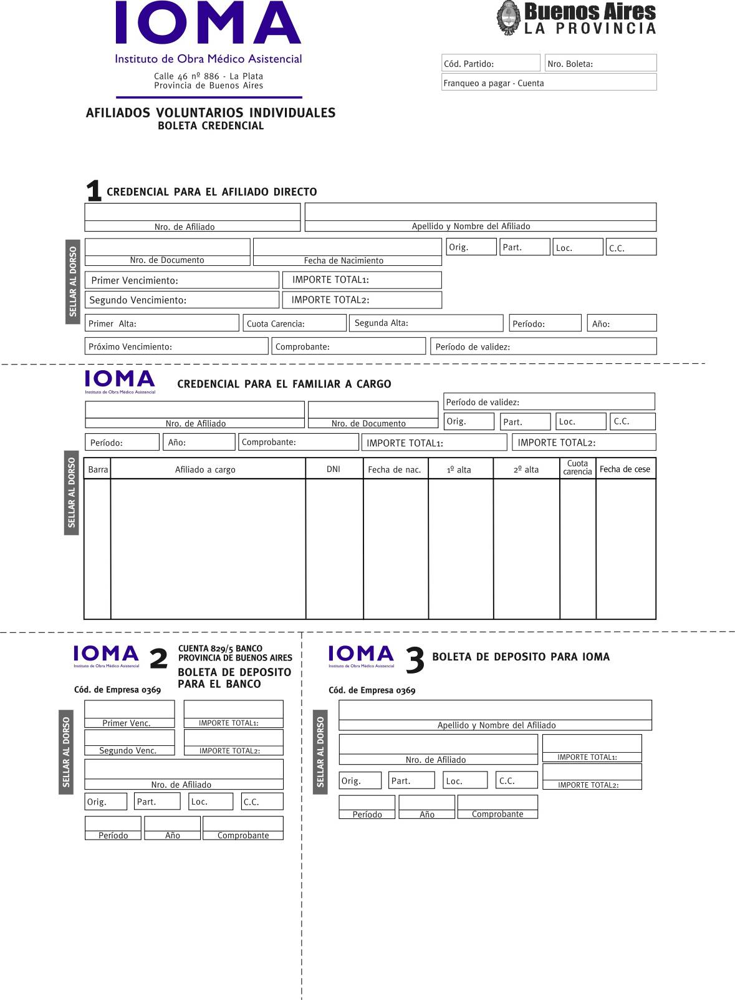 IOMA
Instituto de Obra Médico Asistencial
Calle 46 nº 886 - La Plata
Provincia de Buenos Aires
Buenos Aires
LA PROVINCIA
Cód. Partido:
Nro. Boleta:
Franqueo a pagar - Cuenta
AFILIADOS VOLUNTARIOS INDIVIDUALES
BOLETA CREDENCIAL
1 CREDENCIAL PARA EL AFILIADO DIRECTO
Nro. de Afiliado
Apellido y Nombre del Afiliado
SELLAR AL DORSO
Nro. de Documento
Fecha de Nacimiento
Orig.
Part.
Loc.
C.C.
Primer Vencimiento:
IMPORTE TOTAL1:
Segundo Vencimiento:
IMPORTE TOTAL2:
Primer Alta:
Cuota Carencia:
Segunda Alta:
Período:
Año:
Próximo Vencimiento:
Comprobante:
Período de validez:
IOMA
Instituto de Obra Médico Asistencial
CREDENCIAL PARA EL FAMILIAR A CARGO
Período de validez:
Nro. de Afiliado
Nro. de Documento
Orig.
Part.
Loc.
C.C.
Período:
Año:
Comprobante:
IMPORTE TOTAL1:
IMPORTE TOTAL2:
SELLAR AL DORSO
Barra
Afiliado a cargo
DNI
Fecha de nac.
1º alta
2º alta
Cuota
carencia
Fecha de cese
IOMA
Instituto de Obra Médico Asistencial
2
CUENTA 829/5 BANCO
PROVINCIA DE BUENOS AIRES
BOLETA DE DEPOSITO
PARA EL BANCO
Cód. de Empresa 0369
SELLAR AL DORSO
Primer Venc.
IMPORTE TOTAL1:
Segundo Venc.
IMPORTE TOTAL2:
Nro. de Afiliado
Orig.
Part.
Loc.
C.C.
Período
Año
Comprobante
IOMA
Instituto de Obra Médico Asistencial
3 BOLETA DE DEPOSITO PARA IOMA
Cód. de Empresa 0369
SELLAR AL DORSO
Apellido y Nombre del Afiliado
Nro. de Afiliado
IMPORTE TOTAL1:
Orig.
Part.
Loc.
C.C.
IMPORTE TOTAL2:
Período
Año
Comprobante